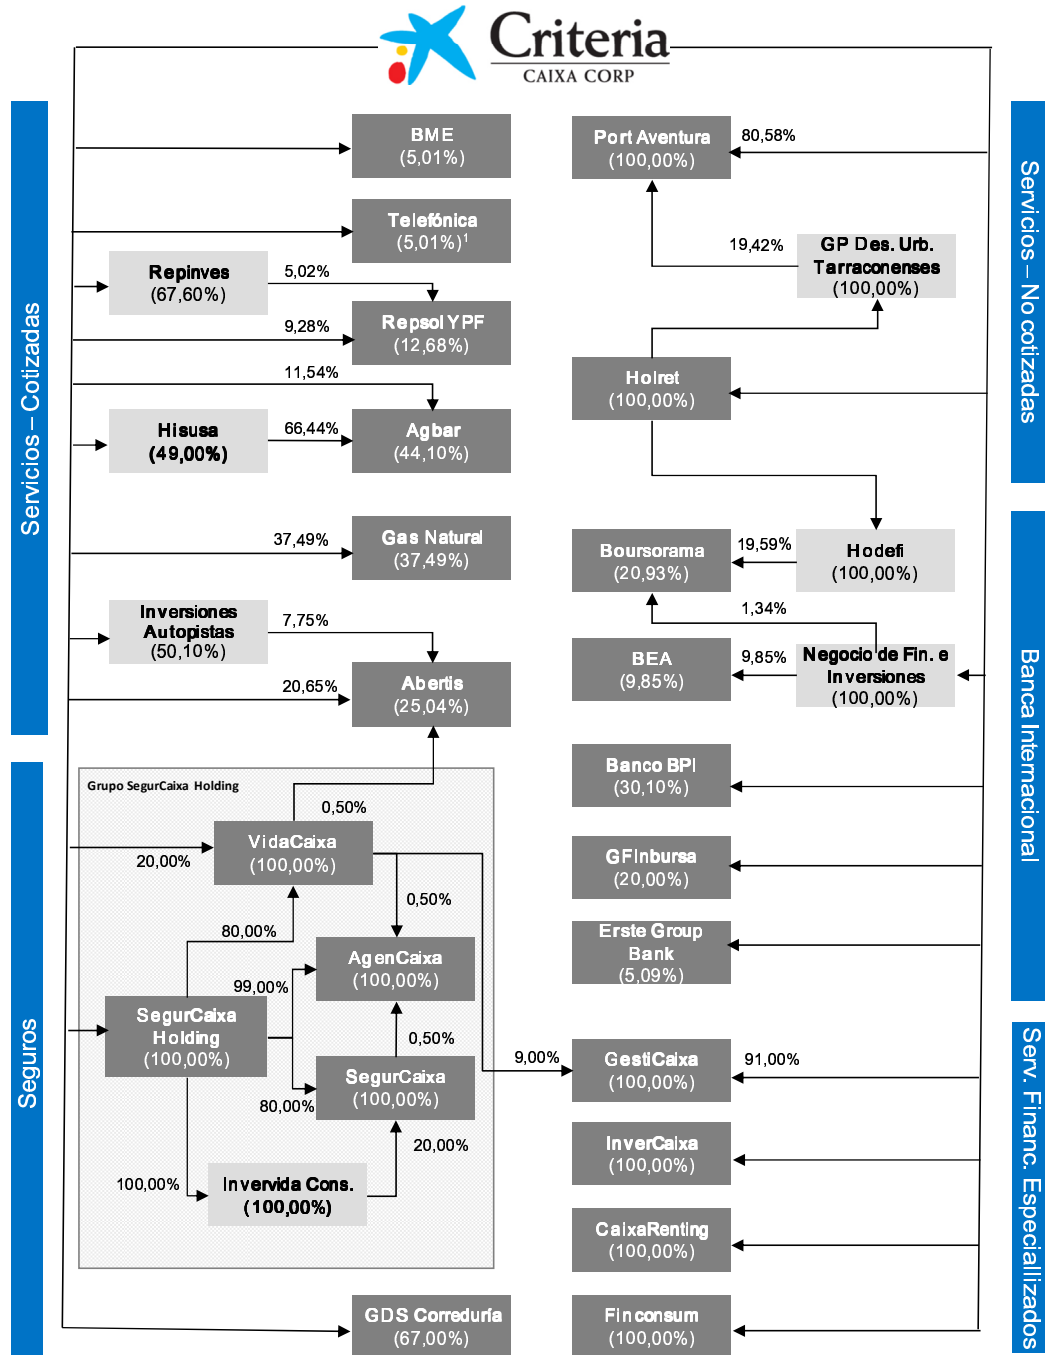 Criteria
CAIXA CORP
Servicios – Cotizadas
BME
(5,01%)
Telefónica
(5,01%)¹
Repinves
(67,60%)
5,02%
Repsol YPF
(12,68%)
9,28%
11,54%
Hisusa
(49,00%)
66,44%
Agbar
(44,10%)
37,49%
Gas Natural
(37,49%)
Inversiones
Autopistas
(50,10%)
7,75%
20,65%
Abertis
(25,04%)
Seguros
Grupo SegurCaixa Holding
0,50%
VidaCaixa
(100,00%)
20,00%
0,50%
80,00%
AgenCaixa
(100,00%)
99,00%
SegurCaixa
Holding
(100,00%)
0,50%
SegurCaixa
(100,00%)
80,00%
20,00%
100,00%
Invervida Cons.
(100,00%)
GDS Correduría
(67,00%)
Servicios – No cotizadas
Port Aventura
(100,00%)
80,58%
19,42%
GP Des. Urb.
Tarraconenses
(100,00%)
Holret
(100,00%)
Banca Internacional
Boursorama
(20,93%)
19,59%
Hodefi
(100,00%)
1,34%
BEA
(9,85%)
9,85%
Negocio de Fin. e
Inversiones
(100,00%)
Banco BPI
(30,10%)
GFinbursa
(20,00%)
Erste Group
Bank
(5,09%)
Serv. Financ. Especiallizados
9,00%
GestiCaixa
(100,00%)
91,00%
InverCaixa
(100,00%)
CaixaRenting
(100,00%)
Finconsum
(100,00%)